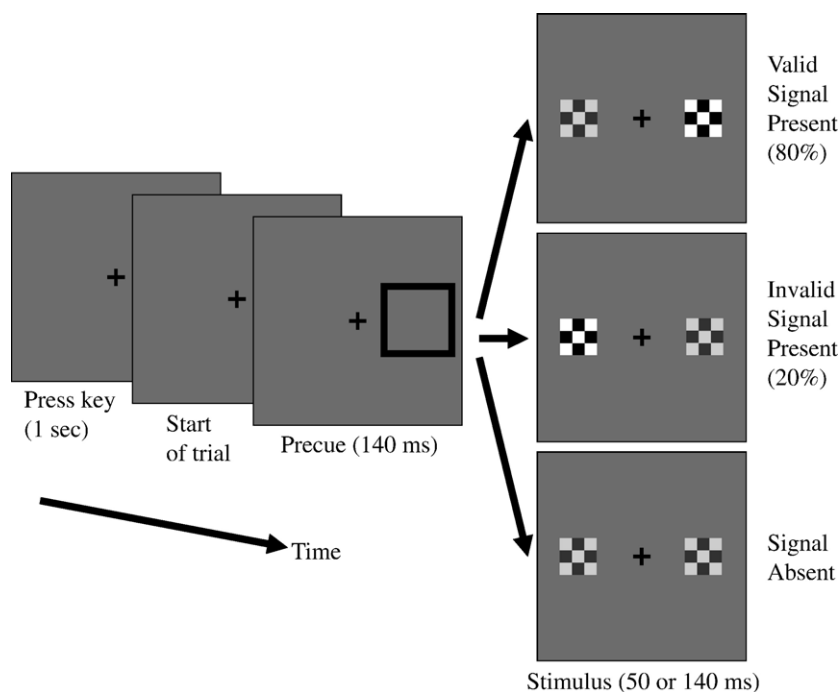 Press key
(1 sec)
Start
of trial
Precue (140 ms)
Time
Valid
Signal
Present
(80%)
Invalid
Signal
Present
(20%)
Signal
Absent
Stimulus (50 or 140 ms)